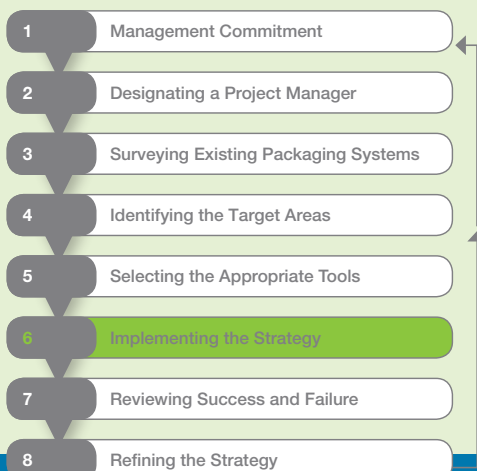 1 Management Commitment
2 Designating a Project Manager
3 Surveying Existing Packaging Systems
4 Identifying the Target Areas
5 Selecting the Appropriate Tools
6 Implementing the Strategy
7 Reviewing Success and Failure
8 Refining the Strategy